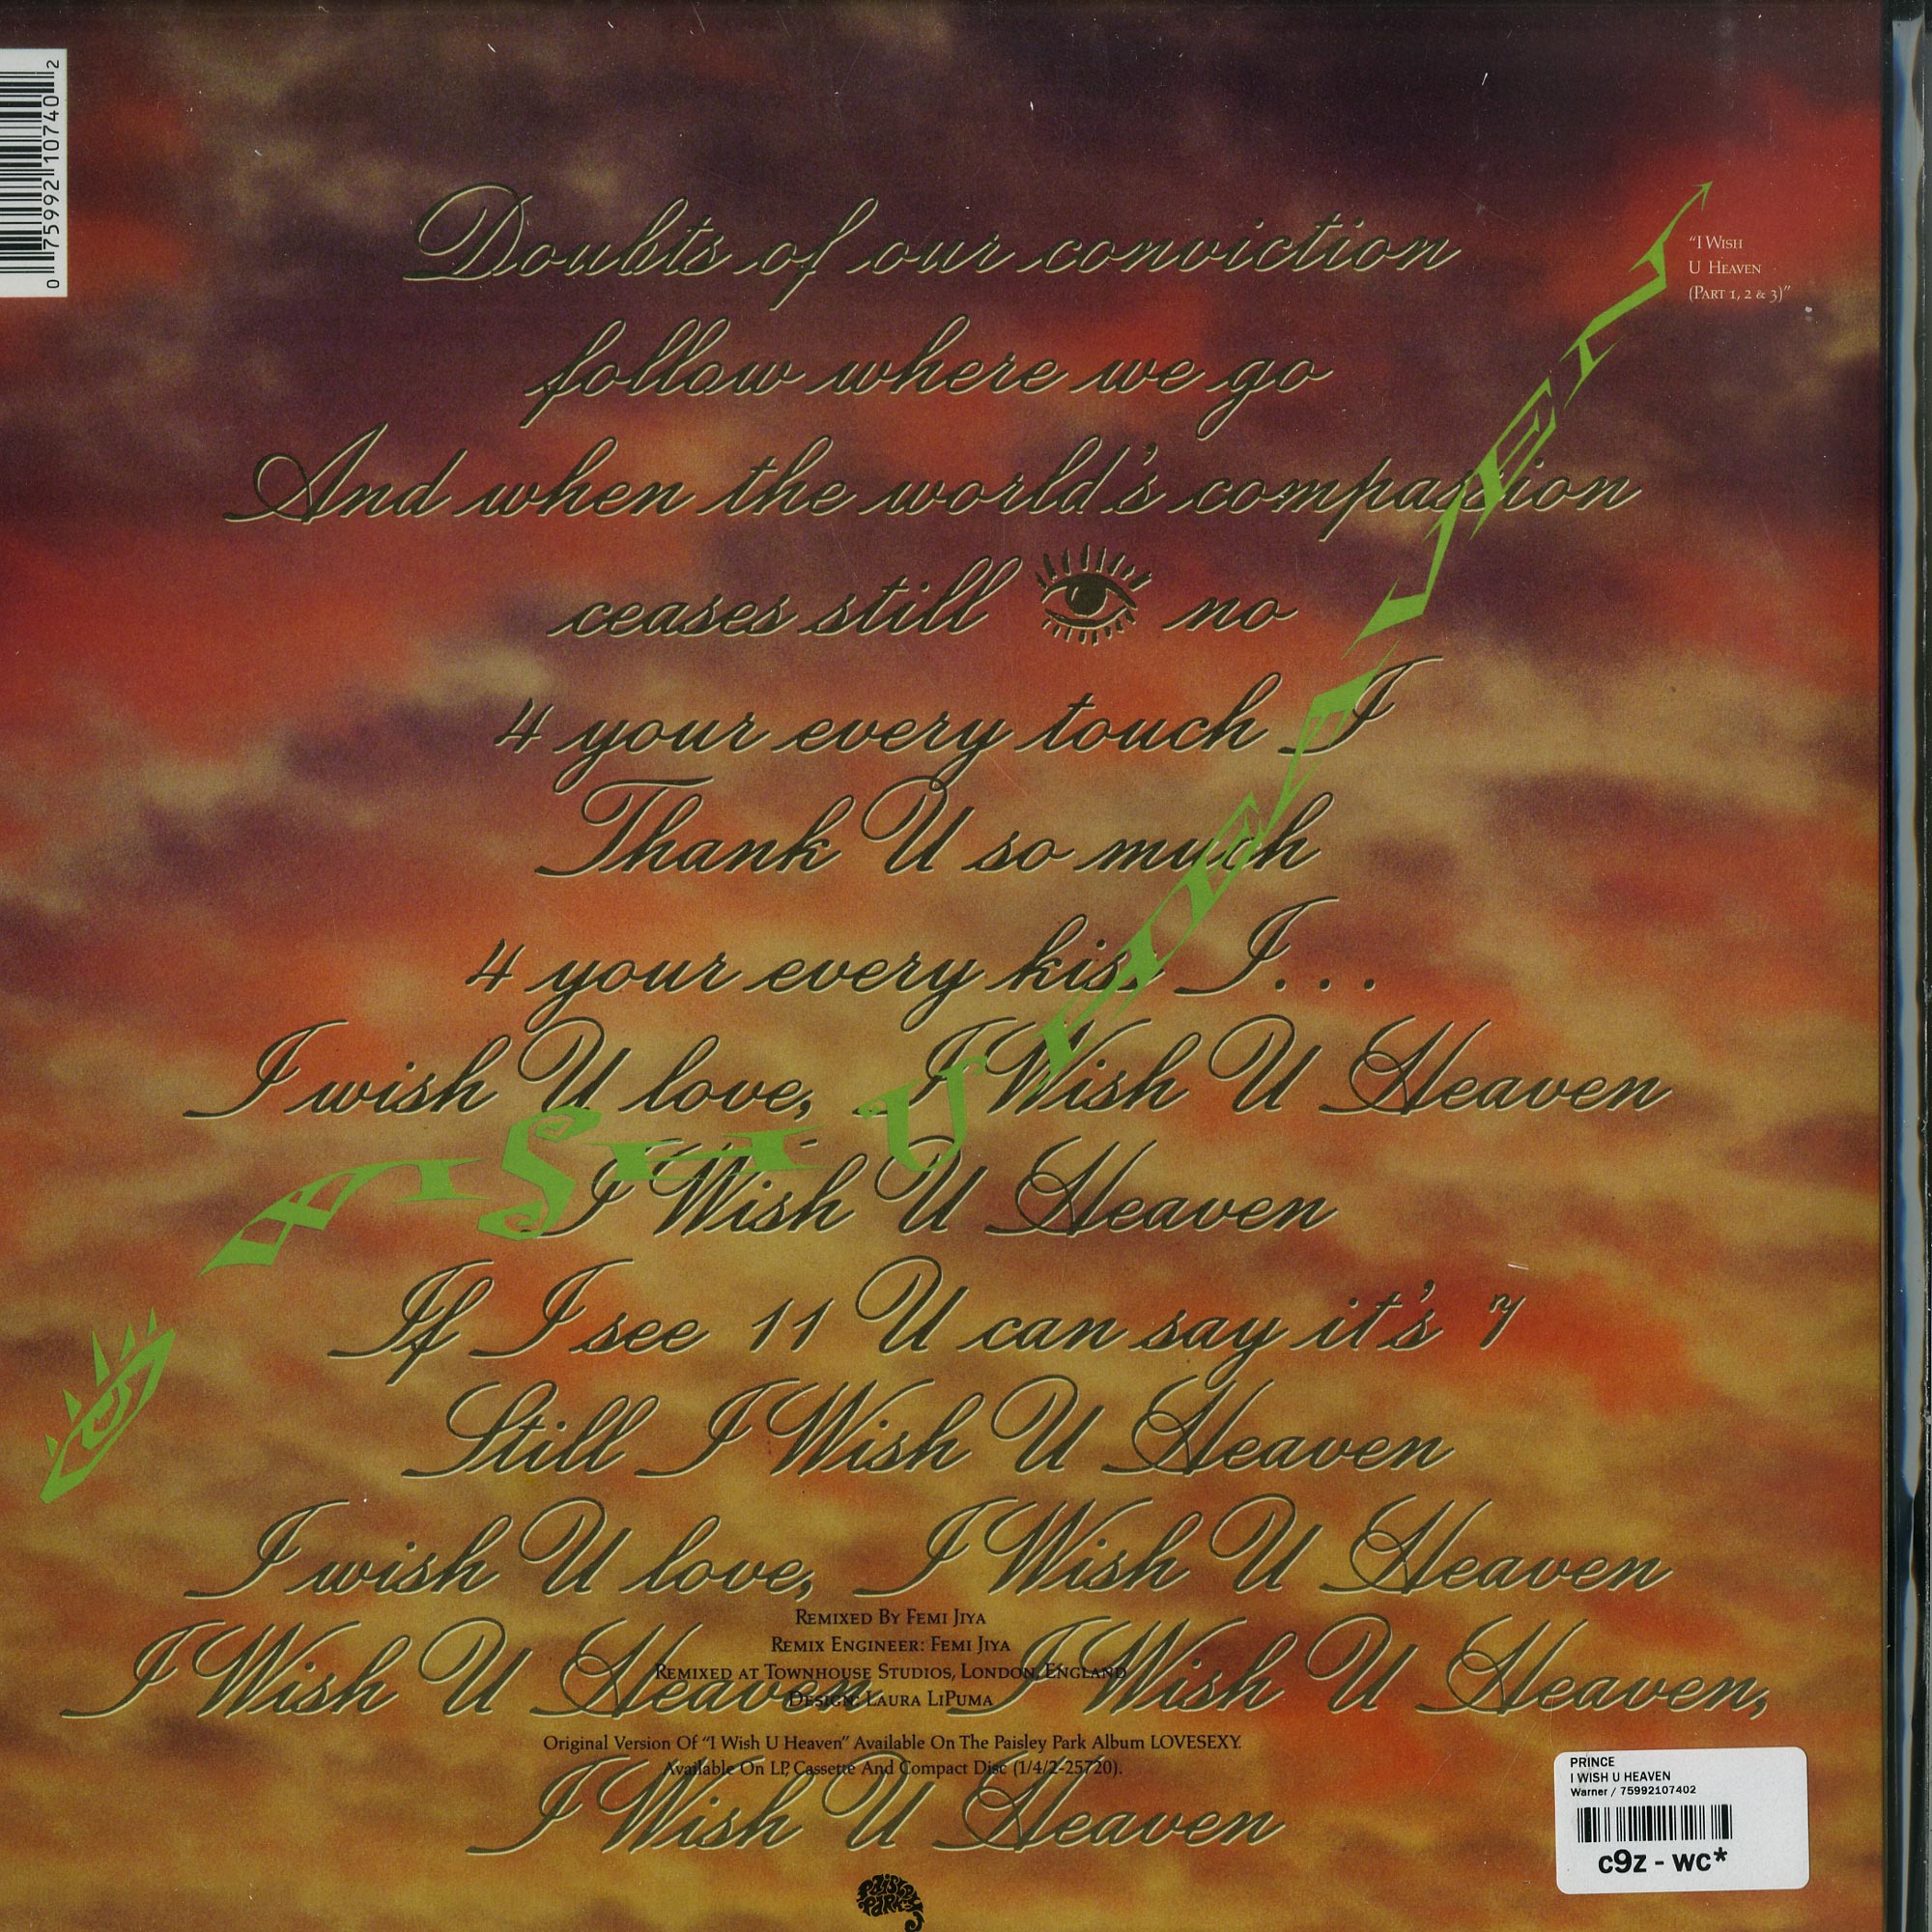 0 75992 10740 2
"I Wish
U Heaven
(Part 1, 2 & 3)"
Doubts of our conviction
follow where we go
And when the world's compassion
ceases still no
4 your every touch I
Thank U so much
4 your every kiss I...
I wish U love, I Wish U Heaven
I Wish U Heaven
If I see 11 U can say it's 7
Still I Wish U Heaven
I wish U love, I Wish U Heaven
I Wish U Heaven I Wish U Heaven,
I Wish U Heaven
WISH U HEAVEN
Remixed By Femi Jiya
Remix Engineer: Femi Jiya
Remixed at Townhouse Studios, London, England
Design: Laura LiPuma
Original Version Of "I Wish U Heaven" Available On The Paisley Park Album LOVESEXY.
Available On LP, Cassette And Compact Disc (1/4/2-25720).
PAISLEY
PARK
PRINCE
I WISH U HEAVEN
Warner / 75992107402
c9z - wc*